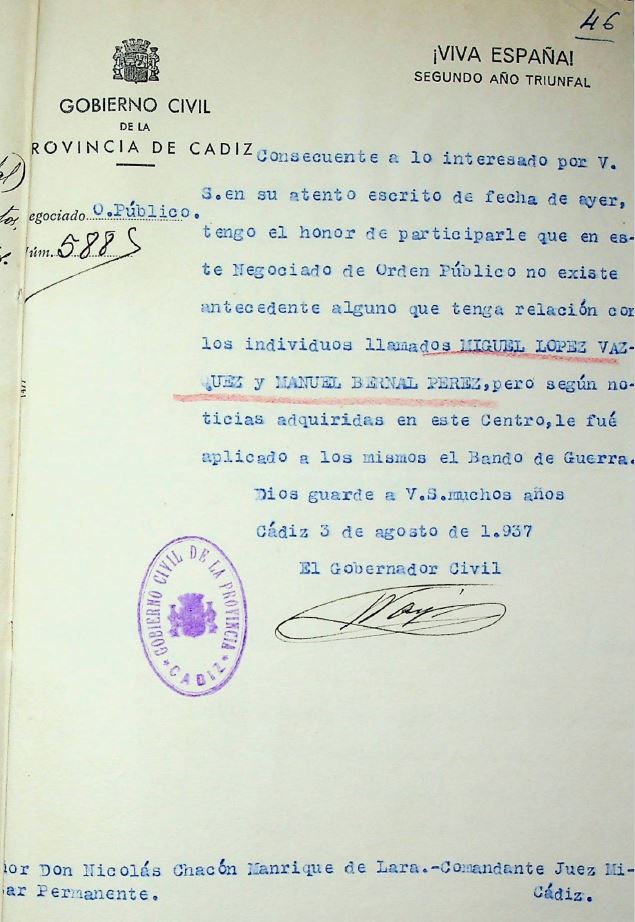 46
¡VIVA ESPAÑA!
SEGUNDO AÑO TRIUNFAL
GOBIERNO CIVIL
DE LA
ROVINCIA DE CADIZ
egociado O.Público.
úm. 5885
Consecuente a lo interesado por V.
S.en su atento escrito de fecha de ayer,
tengo el honor de participarle que en es-
te Negociado de Orden Público no existe
antecedente alguno que tenga relación con
los individuos llamados MIGUEL LOPEZ VAZ-
QUEZ y MANUEL BERNAL PEREZ,pero según no-
ticias adquiridas en este Centro,le fué
aplicado a los mismos el Bando de Guerra.
Dios guarde a V.S.muchos años
Cádiz 3 de agosto de 1.937
El Gobernador Civil
GOBIERNO CIVIL DE LA PROVINCIA
CADIZ
or Don Nicolás Chacón Manrique de Lara.-Comandante Juez Mi-
ar Permanente. Cádiz.